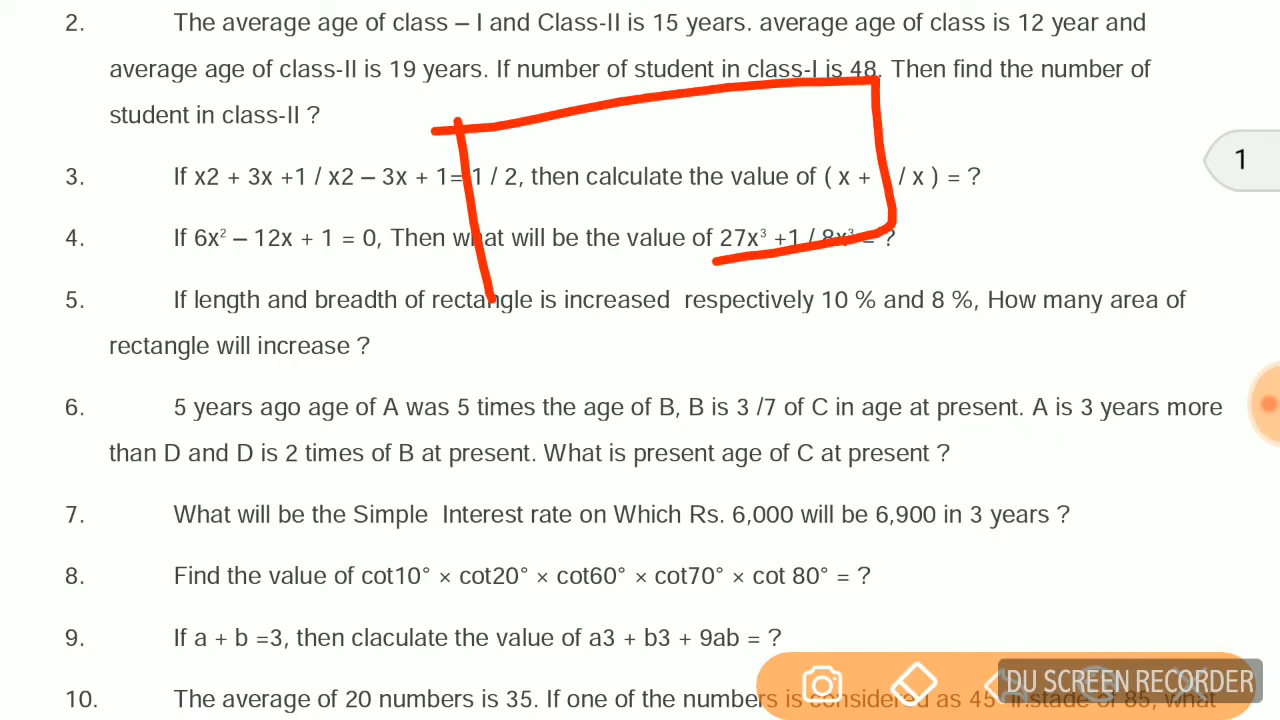 2. The average age of class – I and Class-II is 15 years. average age of class is 12 year and
average age of class-II is 19 years. If number of student in class-I is 48. Then find the number of
student in class-II ?
1
3. If x2 + 3x +1 / x2 – 3x + 1= 1 / 2, then calculate the value of ( x + / x ) = ?
4. If 6x² – 12x + 1 = 0, Then what will be the value of 27x³ +1 / 8x³ = ?
5. If length and breadth of rectangle is increased respectively 10 % and 8 %, How many area of
rectangle will increase ?
6. 5 years ago age of A was 5 times the age of B, B is 3 /7 of C in age at present. A is 3 years more
than D and D is 2 times of B at present. What is present age of C at present ?
7. What will be the Simple Interest rate on Which Rs. 6,000 will be 6,900 in 3 years ?
8. Find the value of cot10° × cot20° × cot60° × cot70° × cot 80° = ?
9. If a + b =3, then claculate the value of a3 + b3 + 9ab = ?
DU SCREEN RECORDER
10. The average of 20 numbers is 35. If one of the numbers is considered as 45 instade of 85, what